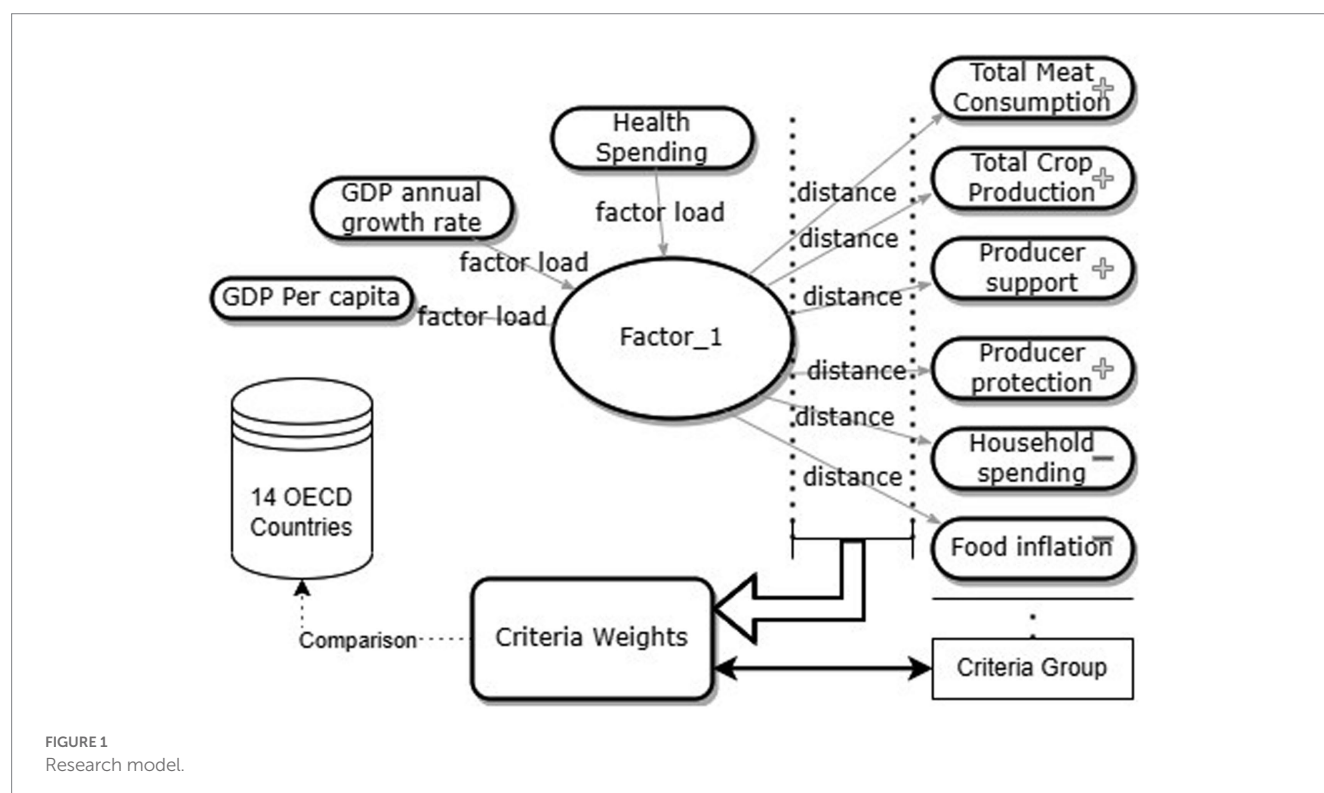 Total Meat
Consumption
Health
Spending
Total Crop
Production
distance
GDP annual
growth rate
factor load
distance
Producer
support
factor load
GDP Per capita
distance
factor load
Factor_1
Producer
protection
distance
distance
Household
spending
distance
14 OECD
Countries
Food inflation
Comparison
Criteria Weights
Criteria Group
FIGURE 1
Research model.